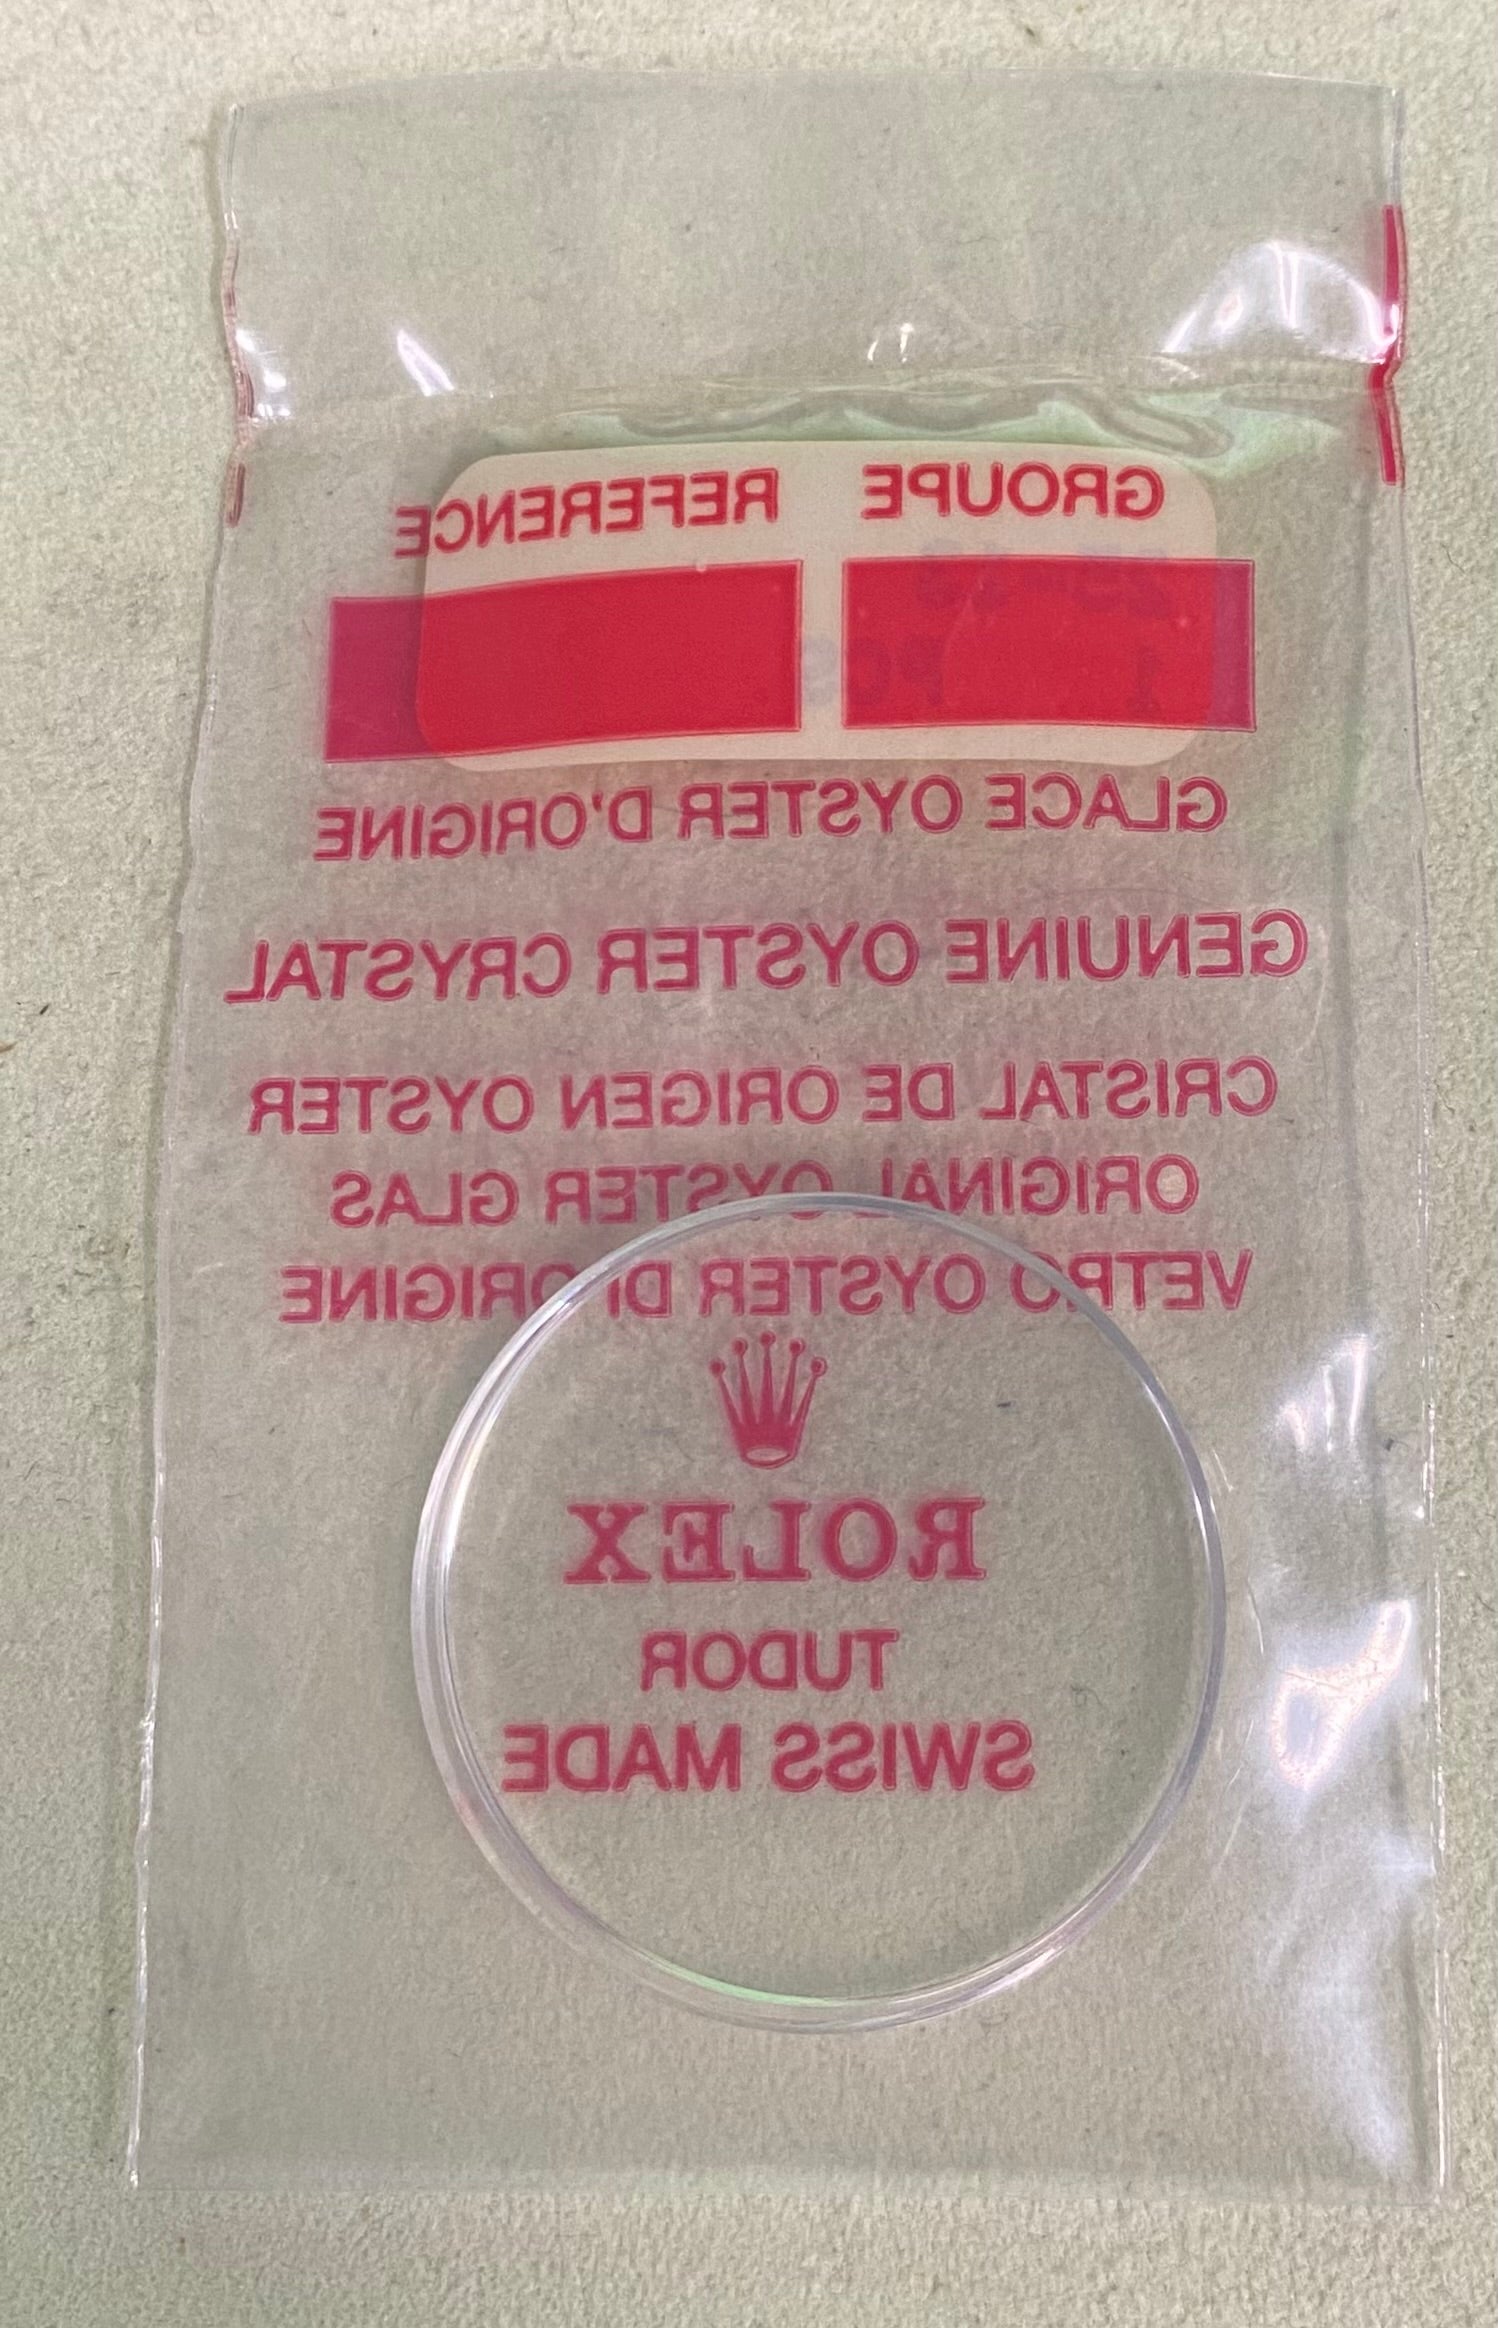 GROUPE REFERENCE
GLACE OYSTER D'ORIGINE
GENUINE OYSTER CRYSTAL
CRISTAL DE ORIGEN OYSTER
ORIGINAL OYSTER GLAS
VETRO OYSTER DI ORIGINE
ROLEX
TUDOR
SWISS MADE